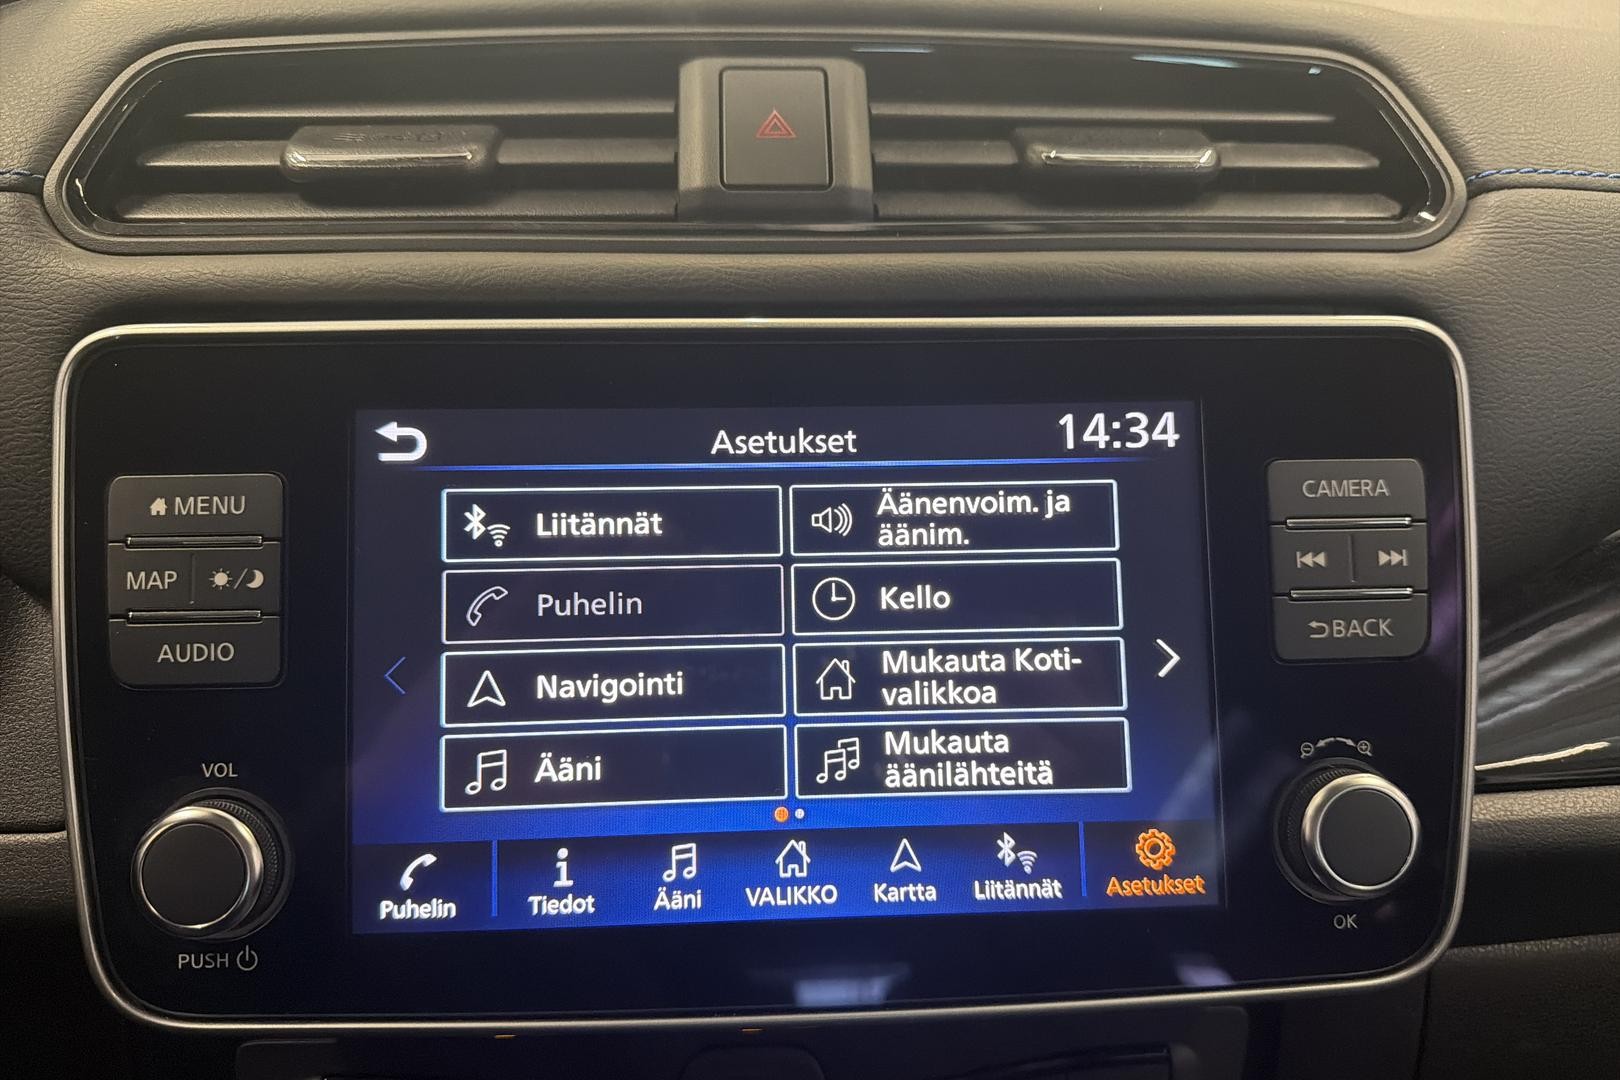 Asetukset
14:34
MENU
MAP
AUDIO
Liitännät
Äänenvoim. ja
äänim.
Puhelin
Kello
Navigointi
Mukauta Koti-
valikkoa
Ääni
Mukauta
äänilähteitä
CAMERA
BACK
VOL
PUSH
OK
Puhelin
Tiedot
Ääni
VALIKKO
Kartta
Liitännät
Asetukset